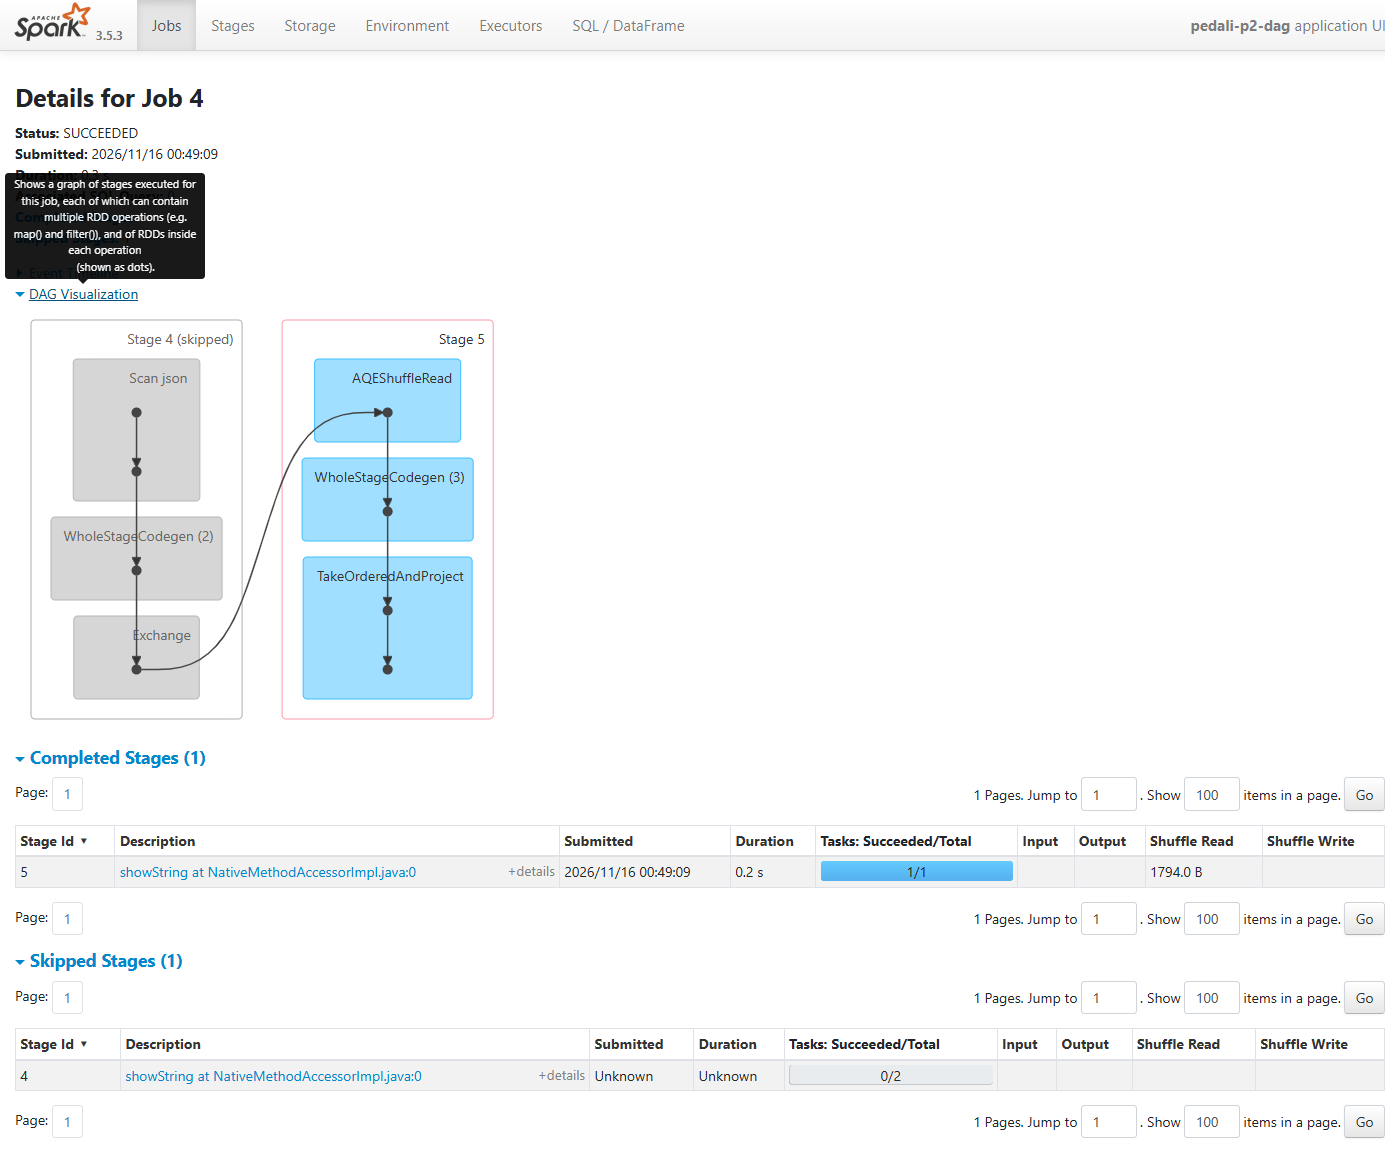 APACHE
Spark 3.5.3 Jobs Stages Storage Environment Executors SQL / DataFrame pedali-p2-dag application UI
Details for Job 4
Status: SUCCEEDED
Submitted: 2026/11/16 00:49:09
Duration: 0.2 s
Shows a graph of stages executed for
this job, each of which can contain
multiple RDD operations (e.g.
map() and filter()), and of RDDs inside
each operation
(shown as dots).
DAG Visualization
Stage 4 (skipped)
Scan json
WholeStageCodegen (2)
Exchange
Stage 5
AQEShuffleRead
WholeStageCodegen (3)
TakeOrderedAndProject
Completed Stages (1)
Page: 1 1 Pages. Jump to 1 . Show 100 items in a page. Go
Stage Id ▾ Description Submitted Duration Tasks: Succeeded/Total Input Output Shuffle Read Shuffle Write
5 showString at NativeMethodAccessorImpl.java:0 +details 2026/11/16 00:49:09 0.2 s 1/1 1794.0 B
Page: 1 1 Pages. Jump to 1 . Show 100 items in a page. Go
Skipped Stages (1)
Page: 1 1 Pages. Jump to 1 . Show 100 items in a page. Go
Stage Id ▾ Description Submitted Duration Tasks: Succeeded/Total Input Output Shuffle Read Shuffle Write
4 showString at NativeMethodAccessorImpl.java:0 +details Unknown Unknown 0/2
Page: 1 1 Pages. Jump to 1 . Show 100 items in a page. Go